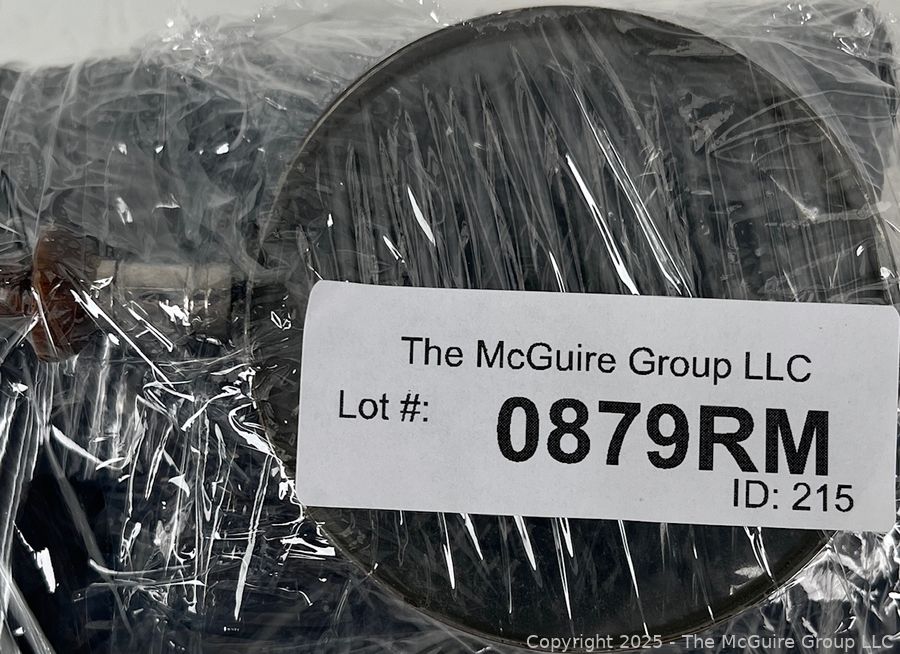 The McGuire Group LLC
Lot #: 0879RM
ID: 215
Copyright 2025 - The McGuire Group LLC